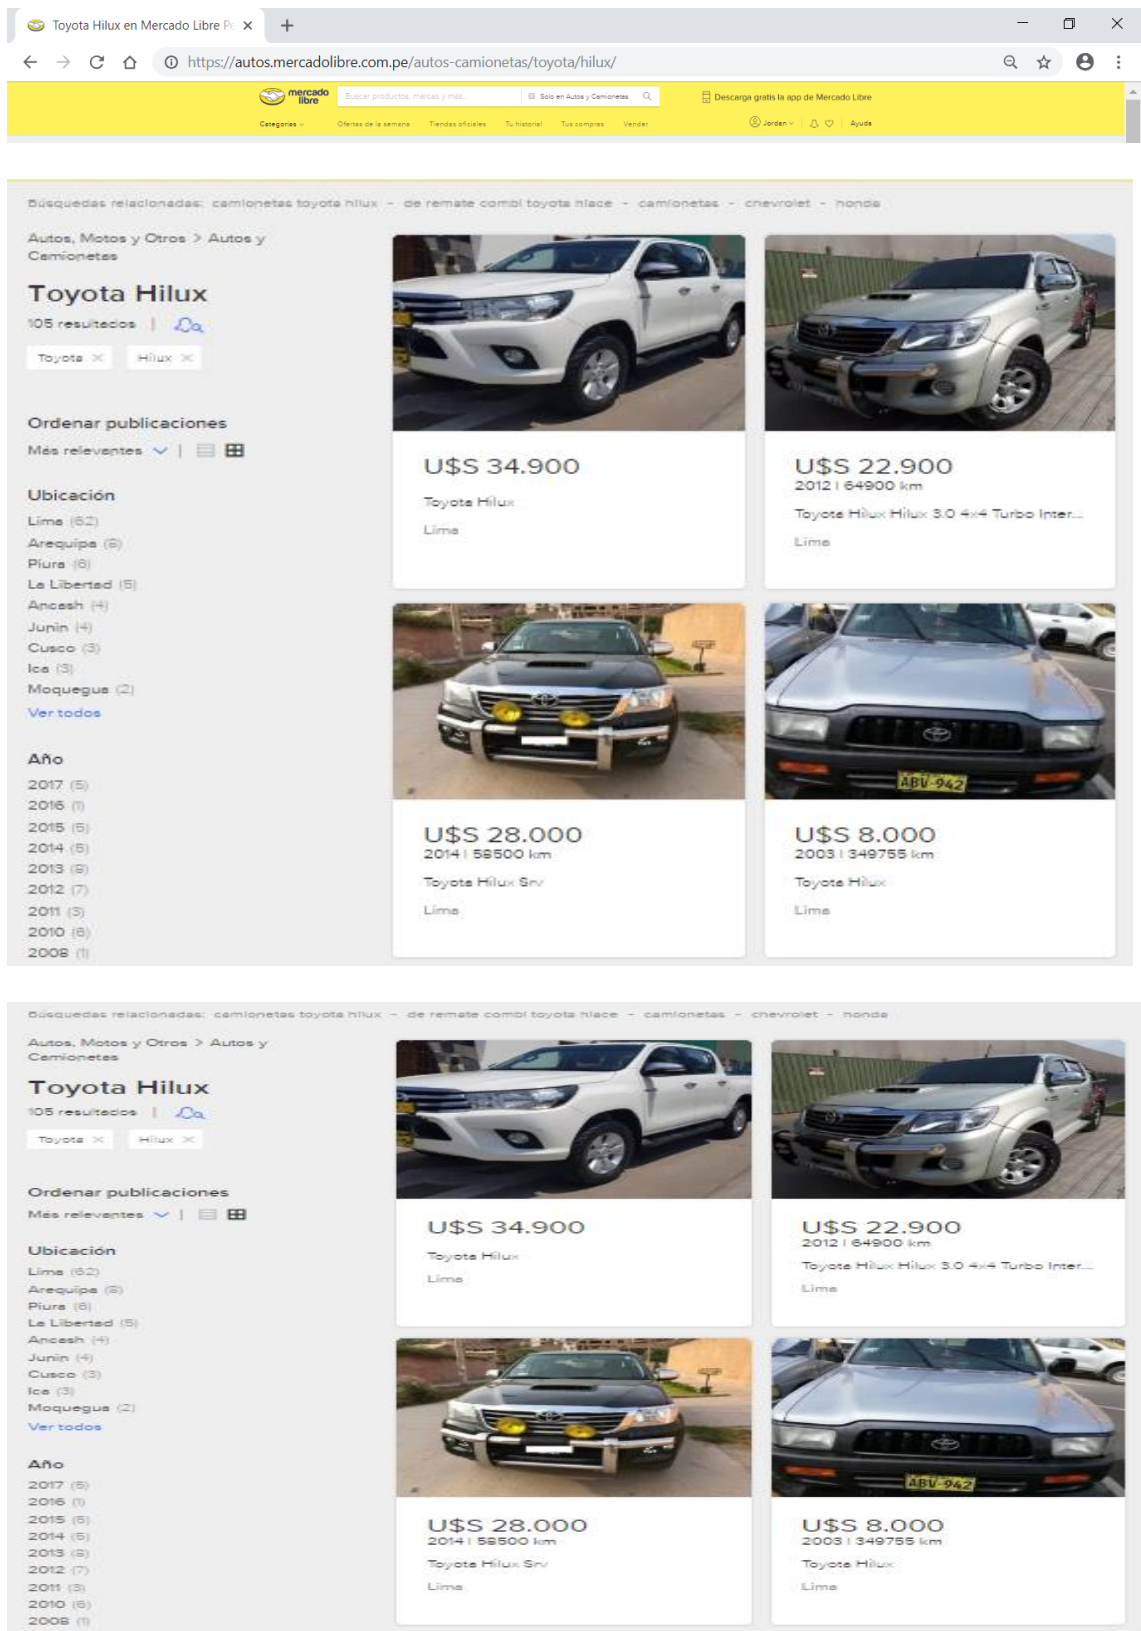 Toyota Hilux en Mercado Libre Pe
https://autos.mercadolibre.com.pe/autos-camionetas/toyota/hilux/
mercado
libre
Buscar productos, marcas y más...
Solo en Autos y Camionetas
Descarga gratis la app de Mercado Libre
Categorías
Ofertas de la semana
Tiendas oficiales
Tu historial
Tus compras
Vender
Jordan
Ayuda
Búsquedas relacionadas: camionetas toyota hilux - de remate combi toyota hiace - camionetas - chevrolet - honda
Autos, Motos y Otros > Autos y
Camionetas
Toyota Hilux
105 resultados |
Toyota × Hilux ×
Ordenar publicaciones
Más relevantes |
Ubicación
Lima (62)
Arequipa (8)
Piura (6)
La Libertad (5)
Ancash (4)
Junin (4)
Cusco (3)
Ica (3)
Moquegua (2)
Ver todos
Año
2017 (5)
2016 (1)
2015 (5)
2014 (5)
2013 (8)
2012 (7)
2011 (3)
2010 (6)
2008 (1)
U$S 34.900
Toyota Hilux
Lima
U$S 22.900
2012 | 64900 km
Toyota Hilux Hilux 3.0 4x4 Turbo Inter...
Lima
U$S 28.000
2014 | 58500 km
Toyota Hilux Srv
Lima
ABV-942
U$S 8.000
2003 | 349755 km
Toyota Hilux
Lima
Búsquedas relacionadas: camionetas toyota hilux - de remate combi toyota hiace - camionetas - chevrolet - honda
Autos, Motos y Otros > Autos y
Camionetas
Toyota Hilux
105 resultados |
Toyota × Hilux ×
Ordenar publicaciones
Más relevantes |
Ubicación
Lima (62)
Arequipa (8)
Piura (6)
La Libertad (5)
Ancash (4)
Junin (4)
Cusco (3)
Ica (3)
Moquegua (2)
Ver todos
Año
2017 (5)
2016 (1)
2015 (5)
2014 (5)
2013 (8)
2012 (7)
2011 (3)
2010 (6)
2008 (1)
U$S 34.900
Toyota Hilux
Lima
U$S 22.900
2012 | 64900 km
Toyota Hilux Hilux 3.0 4x4 Turbo Inter...
Lima
U$S 28.000
2014 | 58500 km
Toyota Hilux Srv
Lima
ABV-942
U$S 8.000
2003 | 349755 km
Toyota Hilux
Lima